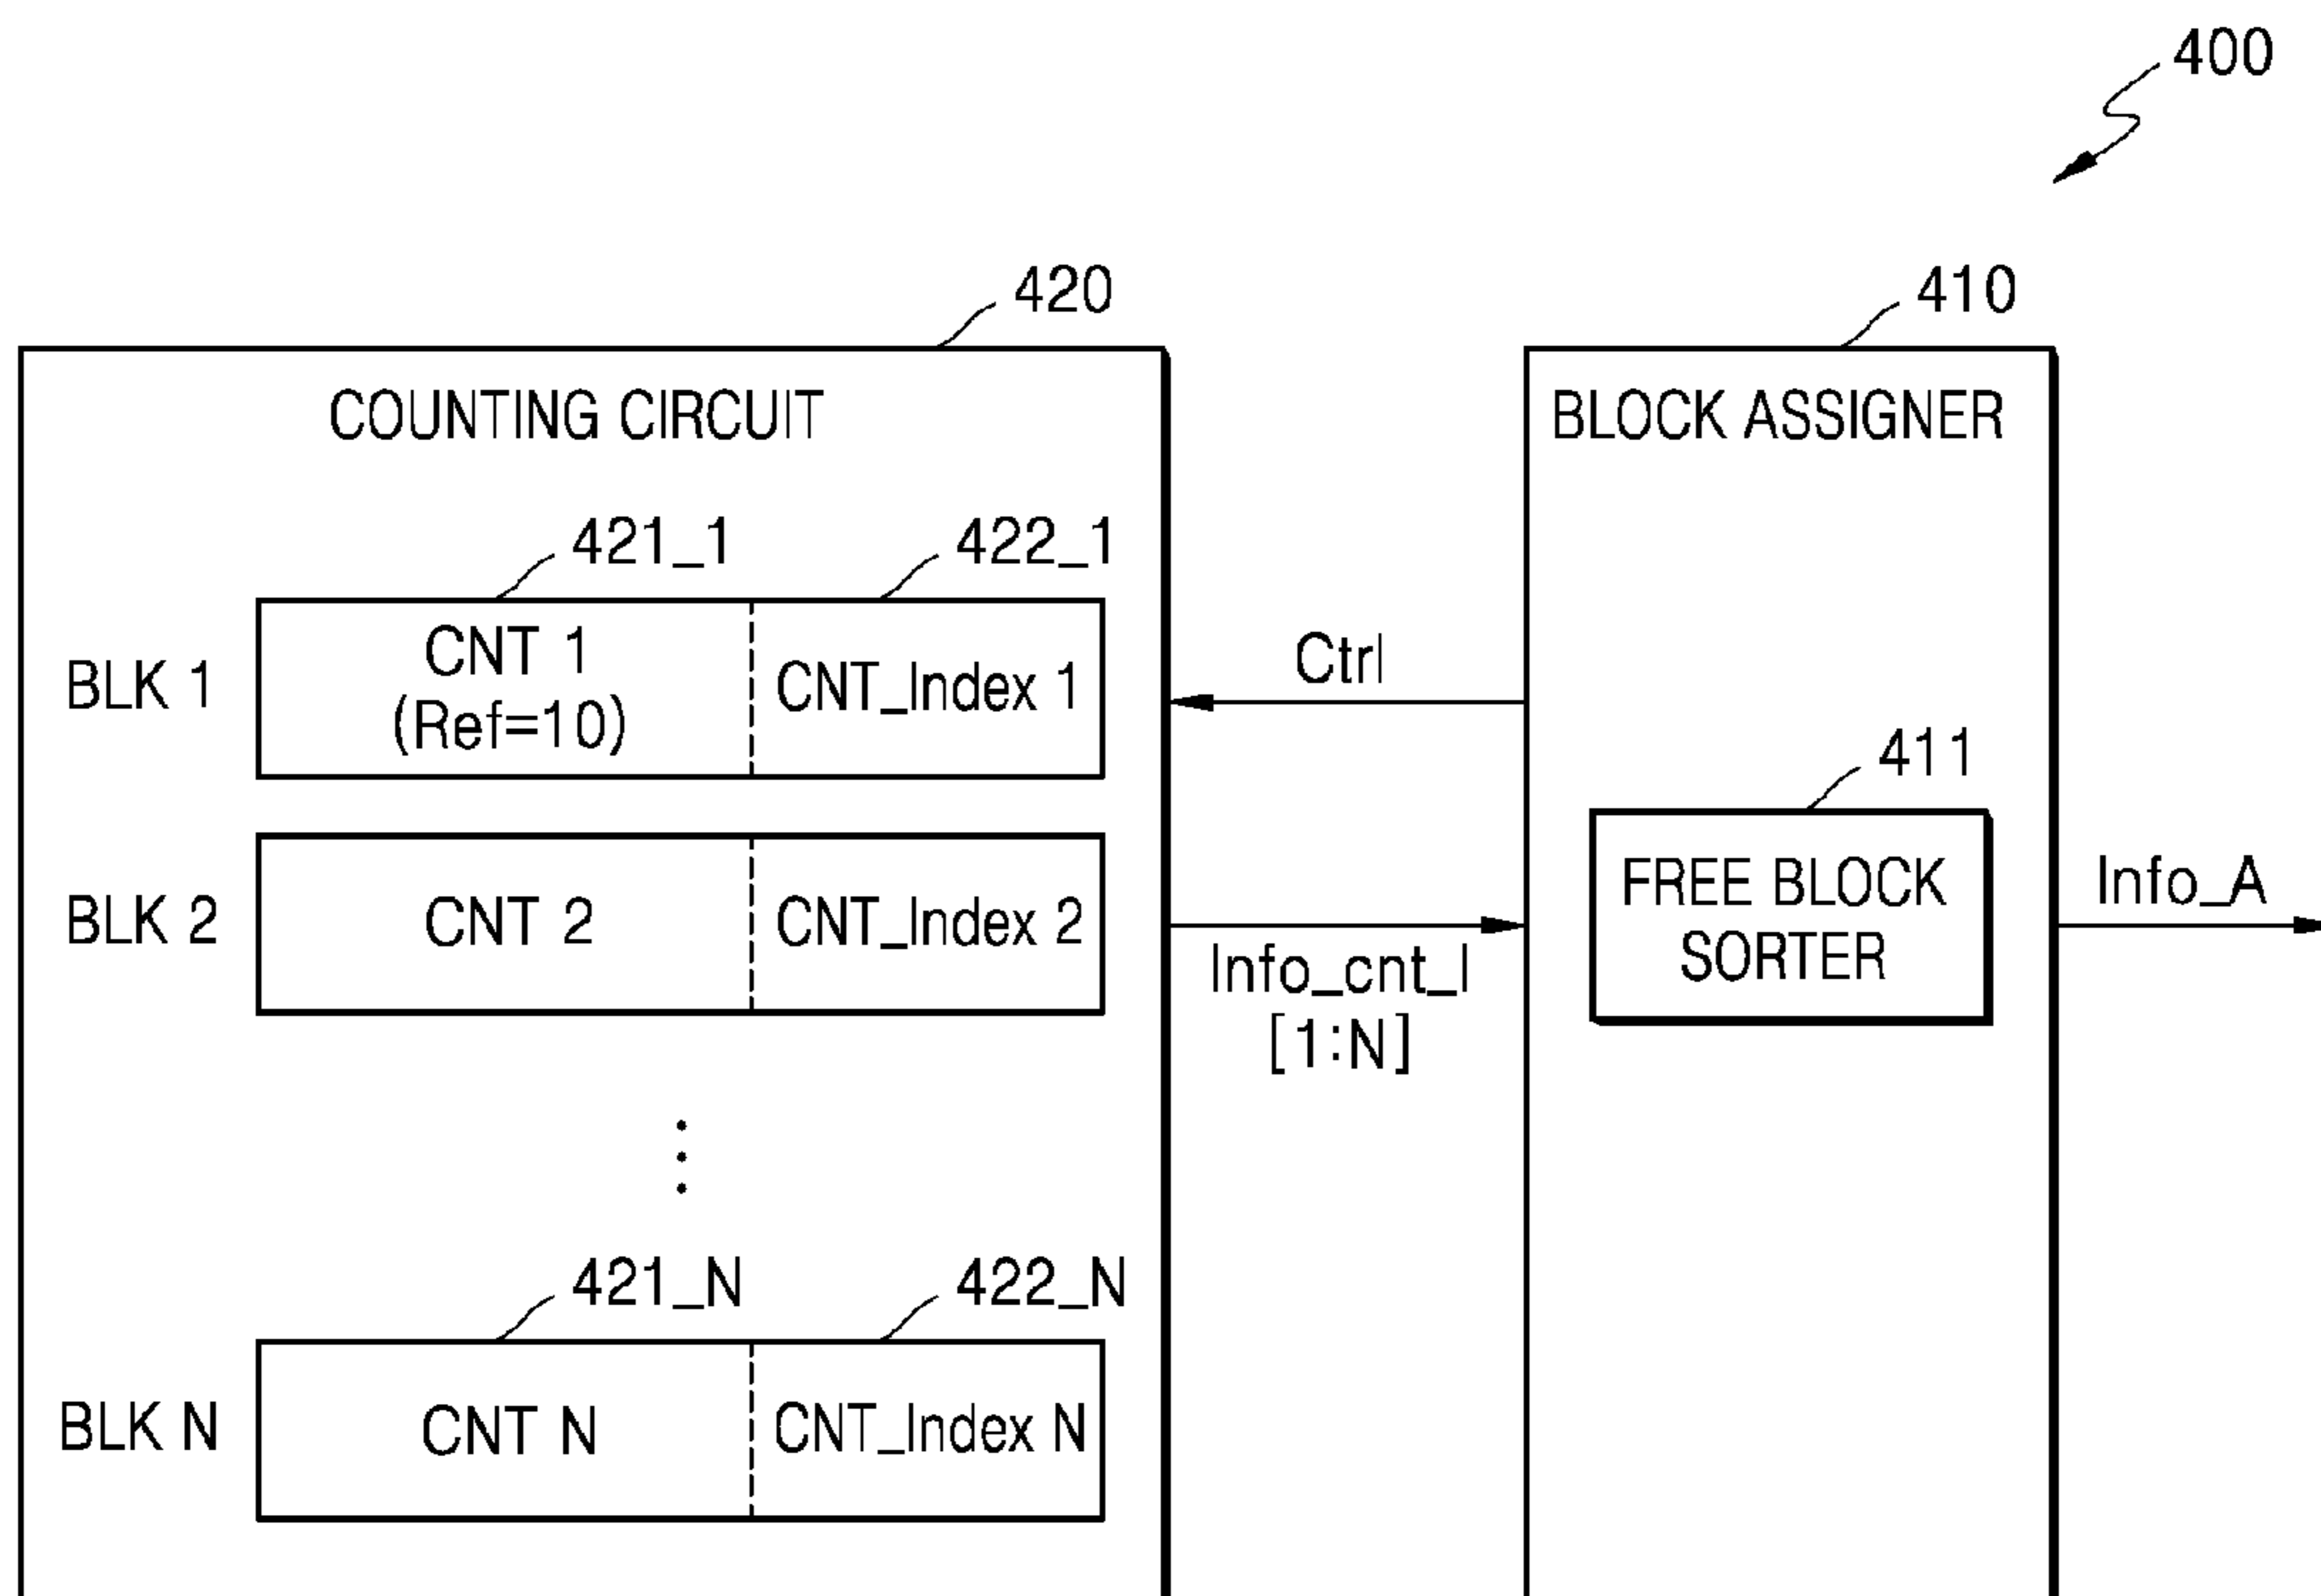 400
420
410
COUNTING CIRCUIT
BLOCK ASSIGNER
421_1
422_1
BLK 1
CNT 1
(Ref=10)
CNT_Index 1
Ctrl
411
BLK 2
CNT 2
CNT_Index 2
Info_cnt_I
[1:N]
FREE BLOCK
SORTER
Info_A
421_N
422_N
BLK N
CNT N
CNT_Index N